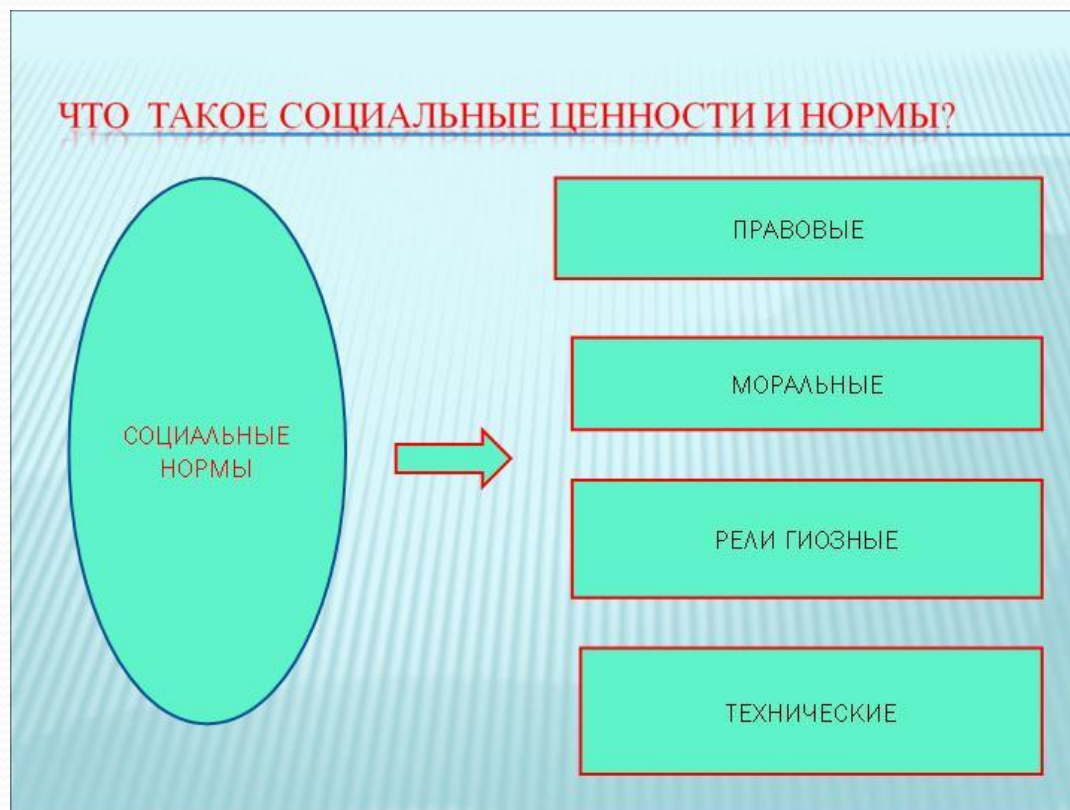 ЧТО ТАКОЕ СОЦИАЛЬНЫЕ ЦЕННОСТИ И НОРМЫ?
СОЦИАЛЬНЫЕ
НОРМЫ
ПРАВОВЫЕ
МОРАЛЬНЫЕ
РЕЛИ ГИОЗНЫЕ
ТЕХНИЧЕСКИЕ